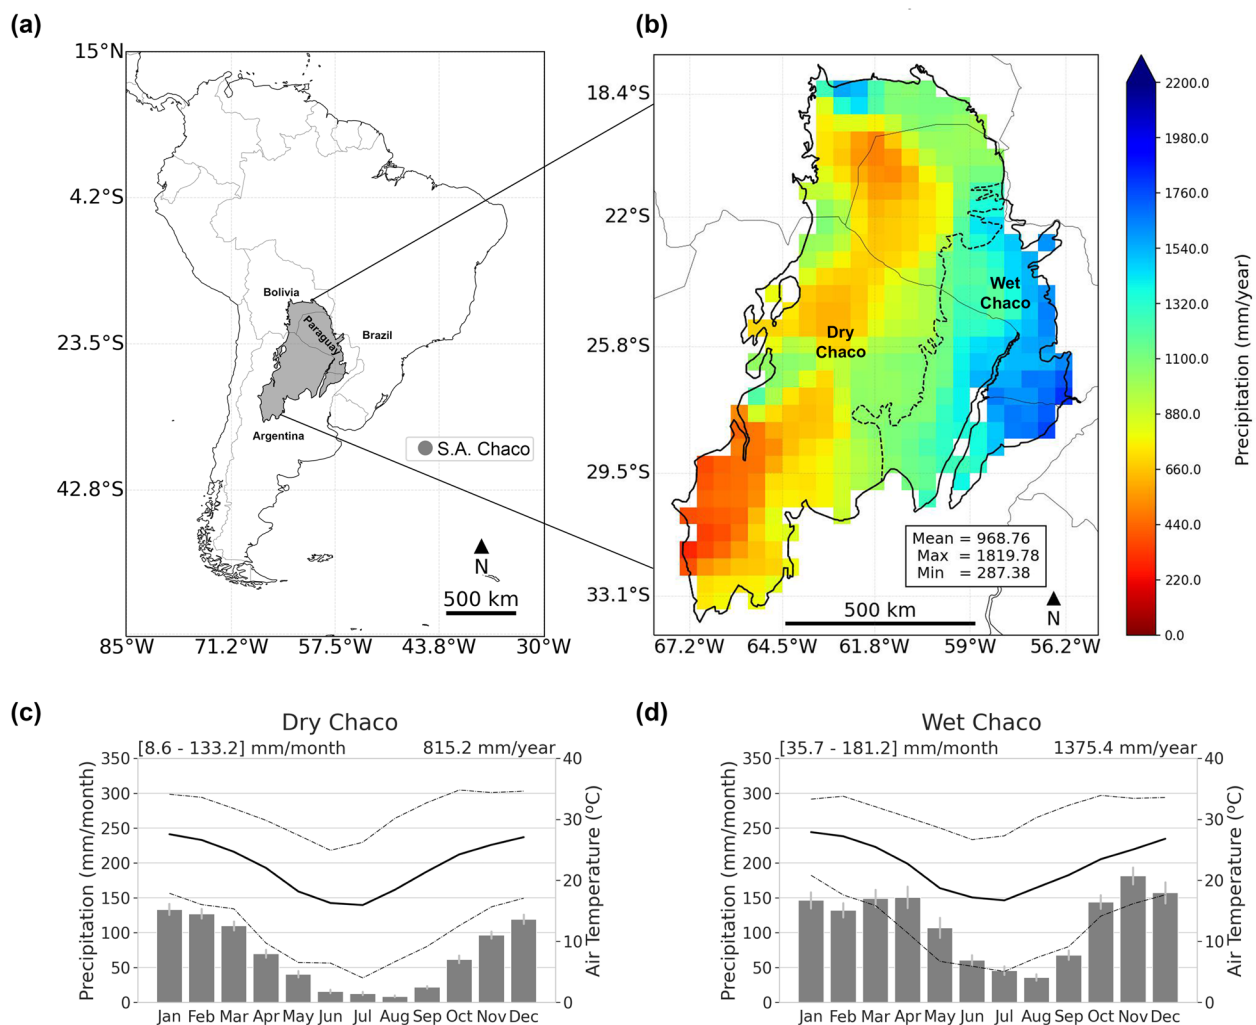 (a)
15°N
4.2°S
23.5°S
42.8°S
85°W 71.2°W 57.5°W 43.8°W 30°W
Bolivia
Paraguay
Brazil
Argentina
S.A. Chaco
N
500 km
(b)
18.4°S
22°S
25.8°S
29.5°S
33.1°S
67.2°W 64.5°W 61.8°W 59°W 56.2°W
Wet
Chaco
Dry
Chaco
Mean = 968.76
Max = 1819.78
Min = 287.38
500 km
N
2200.0
1980.0
1760.0
1540.0
1320.0
1100.0
880.0
660.0
440.0
220.0
0.0
Precipitation (mm/year)
(c)
Dry Chaco
[8.6 - 133.2] mm/month 815.2 mm/year
Precipitation (mm/month)
350
300
250
200
150
100
50
0
40
30
20
10
0
Air Temperature (ºC)
Jan Feb Mar Apr May Jun Jul Aug Sep Oct Nov Dec
(d)
Wet Chaco
[35.7 - 181.2] mm/month 1375.4 mm/year
Precipitation (mm/month)
350
300
250
200
150
100
50
0
40
30
20
10
0
Air Temperature (ºC)
Jan Feb Mar Apr May Jun Jul Aug Sep Oct Nov Dec